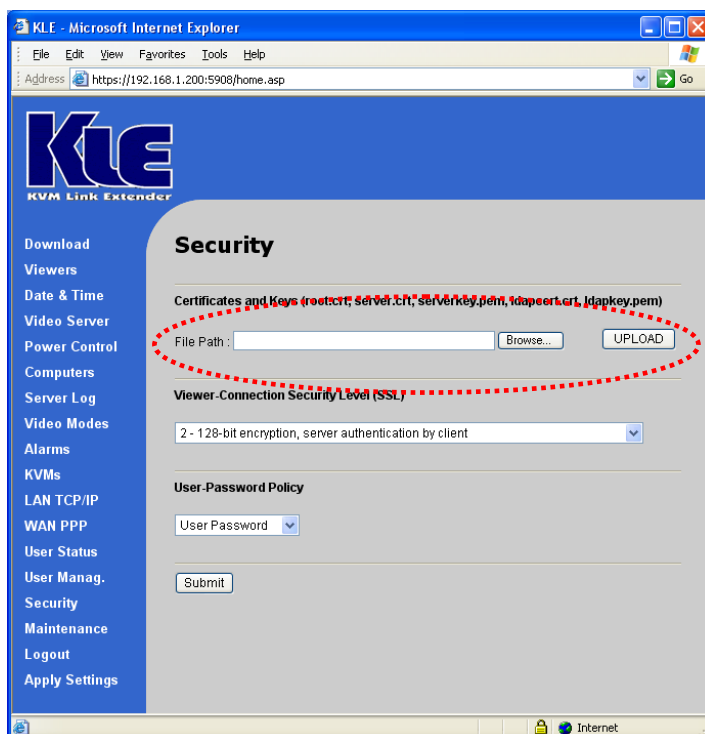 KLE - Microsoft Internet Explorer
File Edit View Favorites Tools Help
Address https://192.168.1.200:5908/home.asp Go
KLE
KVM Link Extender
Download
Viewers
Date & Time
Video Server
Power Control
Computers
Server Log
Video Modes
Alarms
KVMs
LAN TCP/IP
WAN PPP
User Status
User Manag.
Security
Maintenance
Logout
Apply Settings
Security
Certificates and Keys (root.crt, server.crt, serverkey.pem, ldapcert.crt, ldapkey.pem)
File Path : Browse... UPLOAD
Viewer-Connection Security Level (SSL)
2 - 128-bit encryption, server authentication by client
User-Password Policy
User Password
Submit
Internet